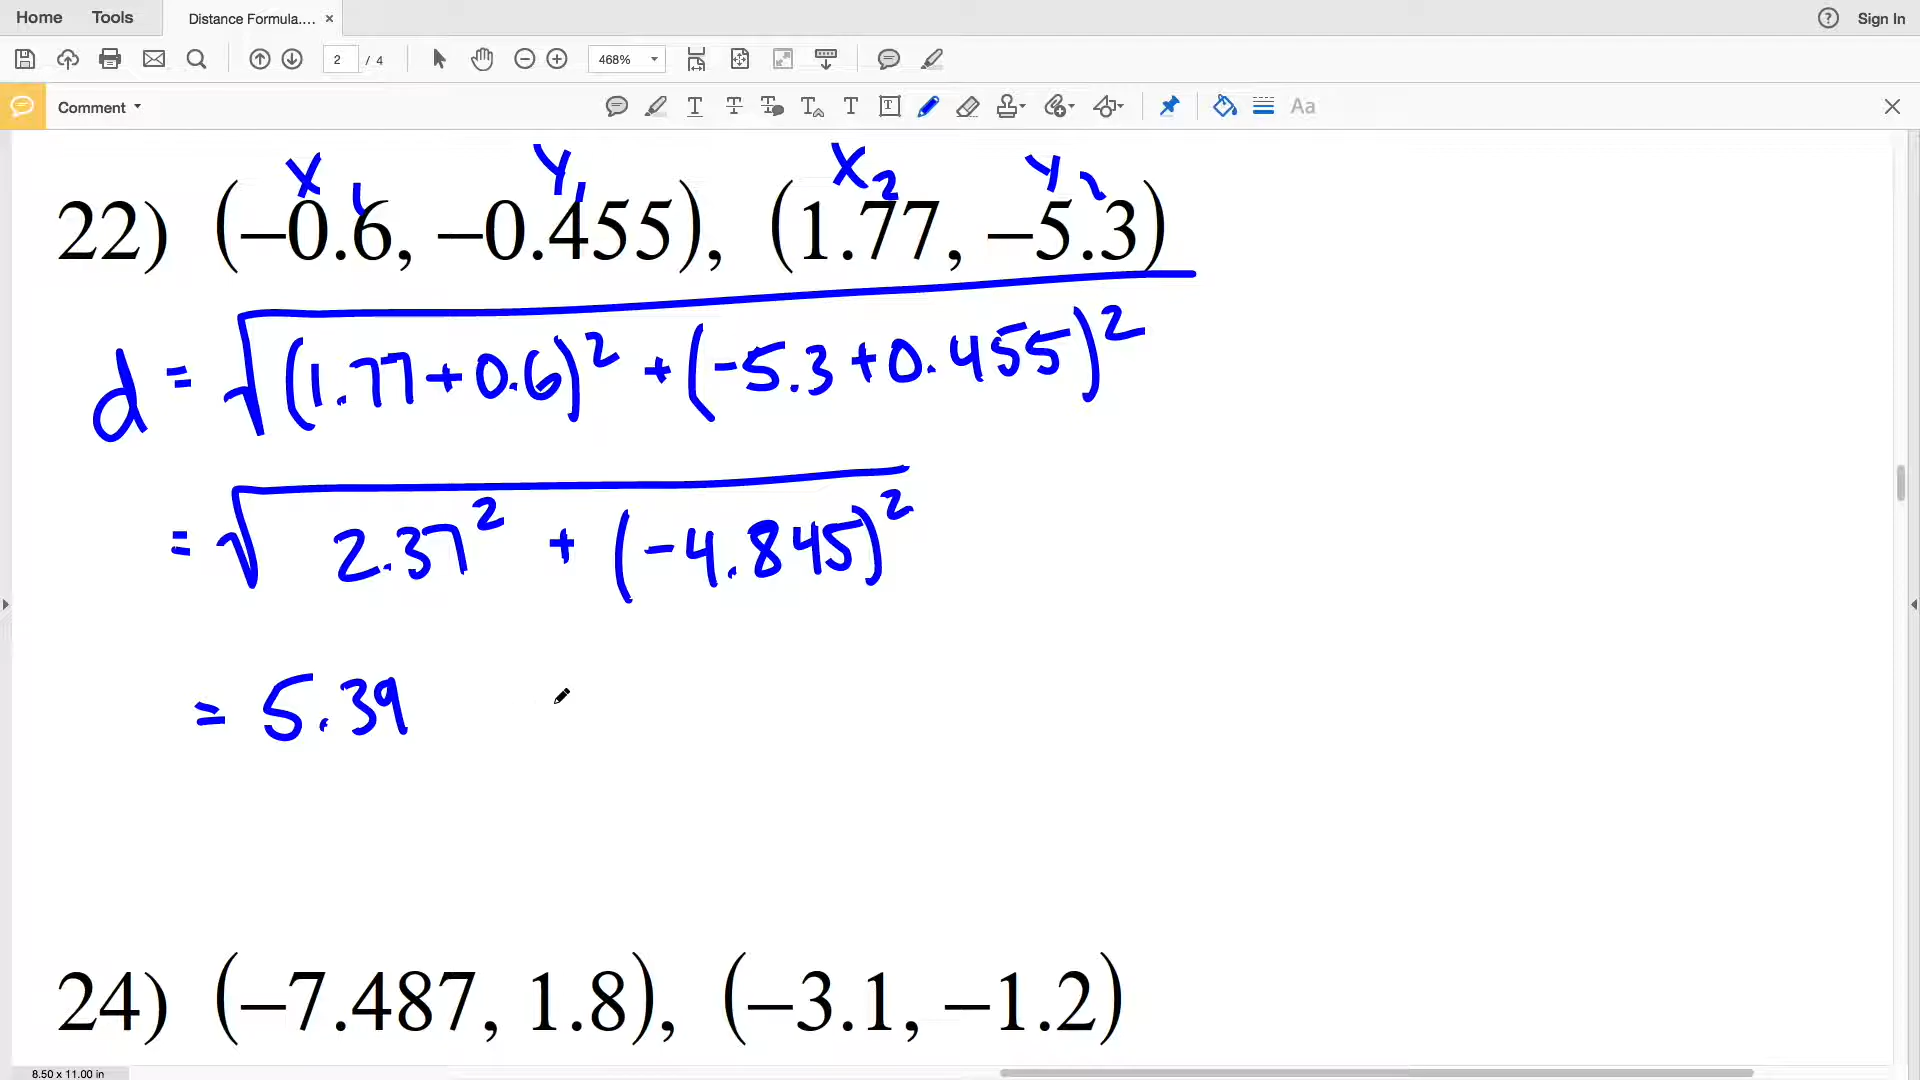 Home Tools Distance Formula.... × ? Sign In
2 / 4 468%
Comment Aa
X1 Y1 X2 Y2
22) (−0.6, −0.455), (1.77, −5.3)
d = √(1.77+0.6)² + (-5.3+0.455)²
= √2.37² + (-4.845)²
= 5.39
24) (−7.487, 1.8), (−3.1, −1.2)
8.50 x 11.00 in